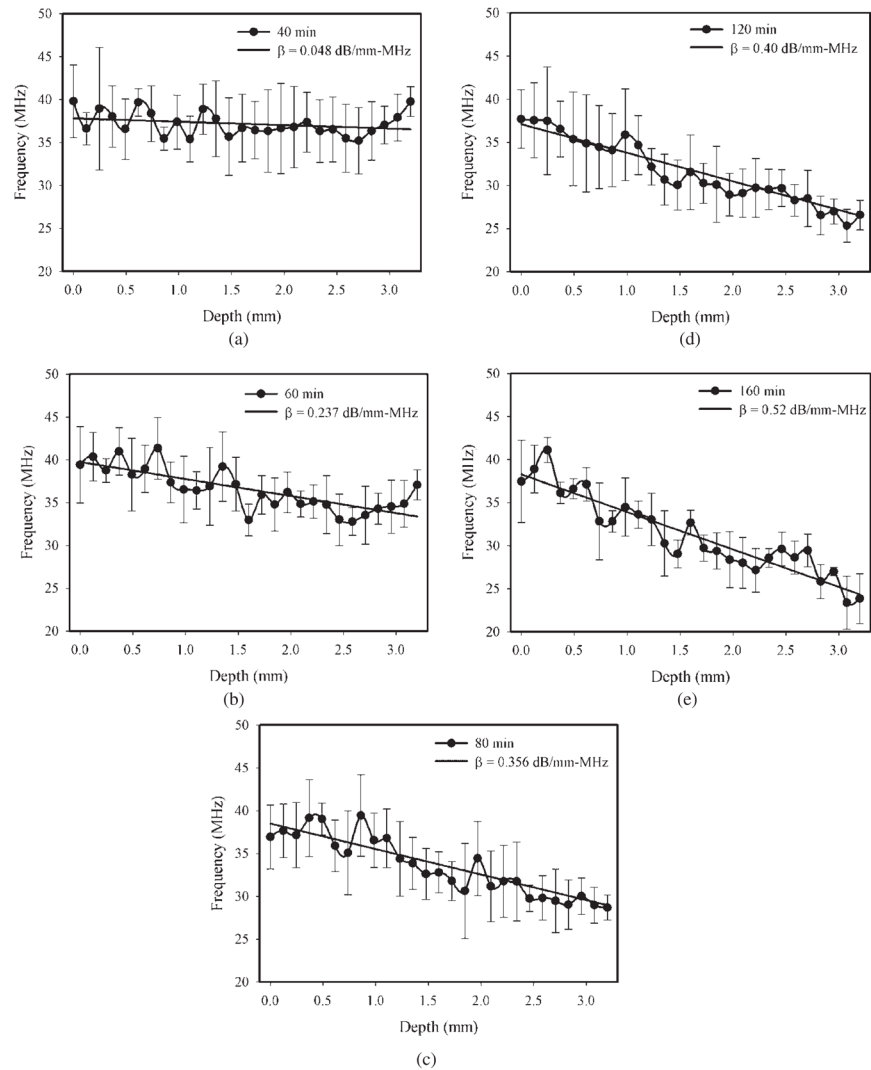 50
45
40
35
30
25
20
Frequency (MHz)
40 min
β = 0.048 dB/mm-MHz
0.0 0.5 1.0 1.5 2.0 2.5 3.0
Depth (mm)
(a)
50
45
40
35
30
25
20
Frequency (MHz)
120 min
β = 0.40 dB/mm-MHz
0.0 0.5 1.0 1.5 2.0 2.5 3.0
Depth (mm)
(d)
50
45
40
35
30
25
20
Frequency (MHz)
60 min
β = 0.237 dB/mm-MHz
0.0 0.5 1.0 1.5 2.0 2.5 3.0
Depth (mm)
(b)
50
45
40
35
30
25
20
Frequency (MHz)
160 min
β = 0.52 dB/mm-MHz
0.0 0.5 1.0 1.5 2.0 2.5 3.0
Depth (mm)
(e)
50
45
40
35
30
25
20
Frequency (MHz)
80 min
β = 0.356 dB/mm-MHz
0.0 0.5 1.0 1.5 2.0 2.5 3.0
Depth (mm)
(c)